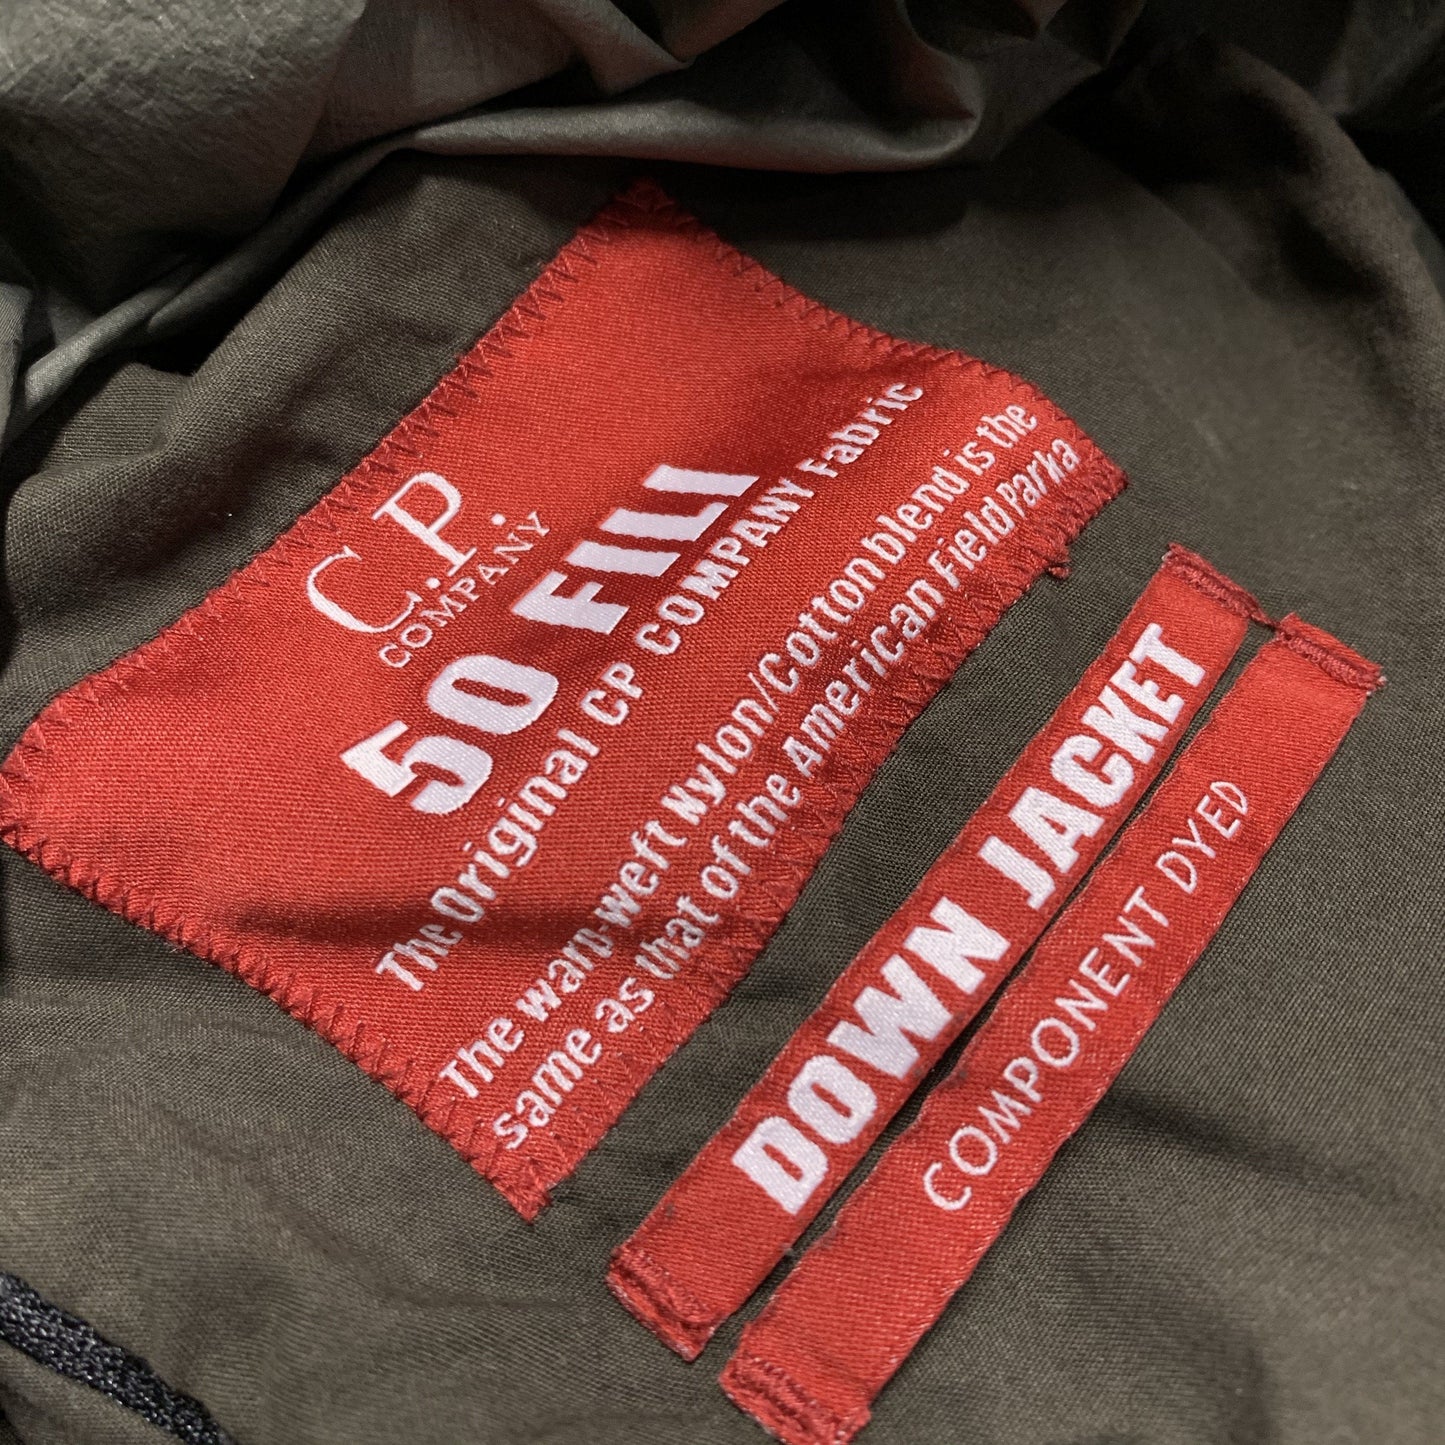 C.P.
COMPANY
50 FILI
The Original CP COMPANY Fabric
The warp-weft Nylon/Cotton blend is the
same as that of the American Field Parka
DOWN JACKET
COMPONENT DYED